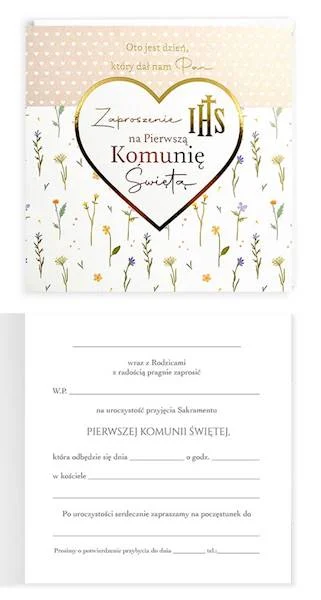 Oto jest dzień,
który dał nam Pan
Zaproszenie IHS
na Pierwszą
Komunię
Świętą
wraz z Rodzicami
z radością pragnie zaprosić
W.P.
na uroczystość przyjęcia Sakramentu
PIERWSZEJ KOMUNII ŚWIĘTEJ,
która odbędzie się dnia o godz.
w kościele
Po uroczystości serdecznie zapraszamy na poczęstunek do
Prosimy o potwierdzenie przybycia do dnia tel.: